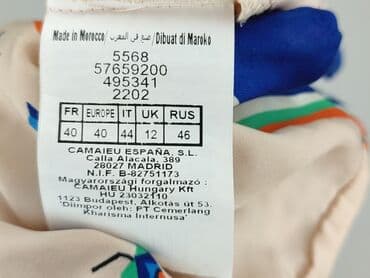 Made in Morocco / صنع في المغرب / Dibuat di Maroko
5568
57659200
495341
2202
FR EUROPE IT UK RUS
40 40 44 12 46
CAMAIEU ESPAÑA, S.L.
Calla Alacala, 389
28027 MADRID
N.I.F. B-82751173
Magyarországi forgalmazó :
CAMAIEU Hungary Kft
HU 23032110
1123 Budapest, Alkotás út 53.
'Diimpor oleh: PT Cemerlang
Kharisma Internusa'